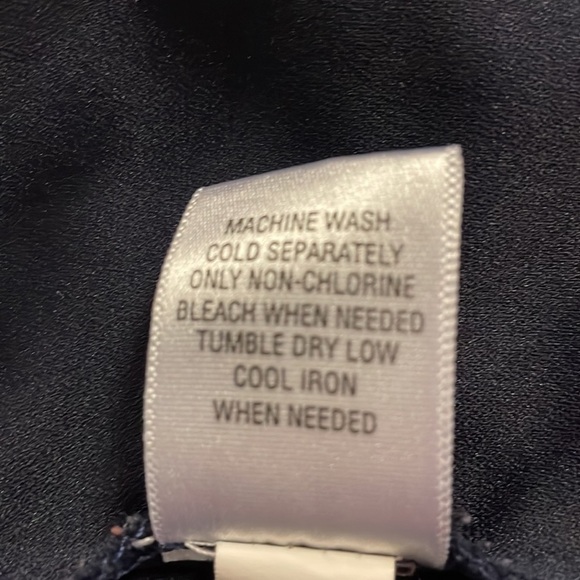 MACHINE WASH
COLD SEPARATELY
ONLY NON-CHLORINE
BLEACH WHEN NEEDED
TUMBLE DRY LOW
COOL IRON
WHEN NEEDED